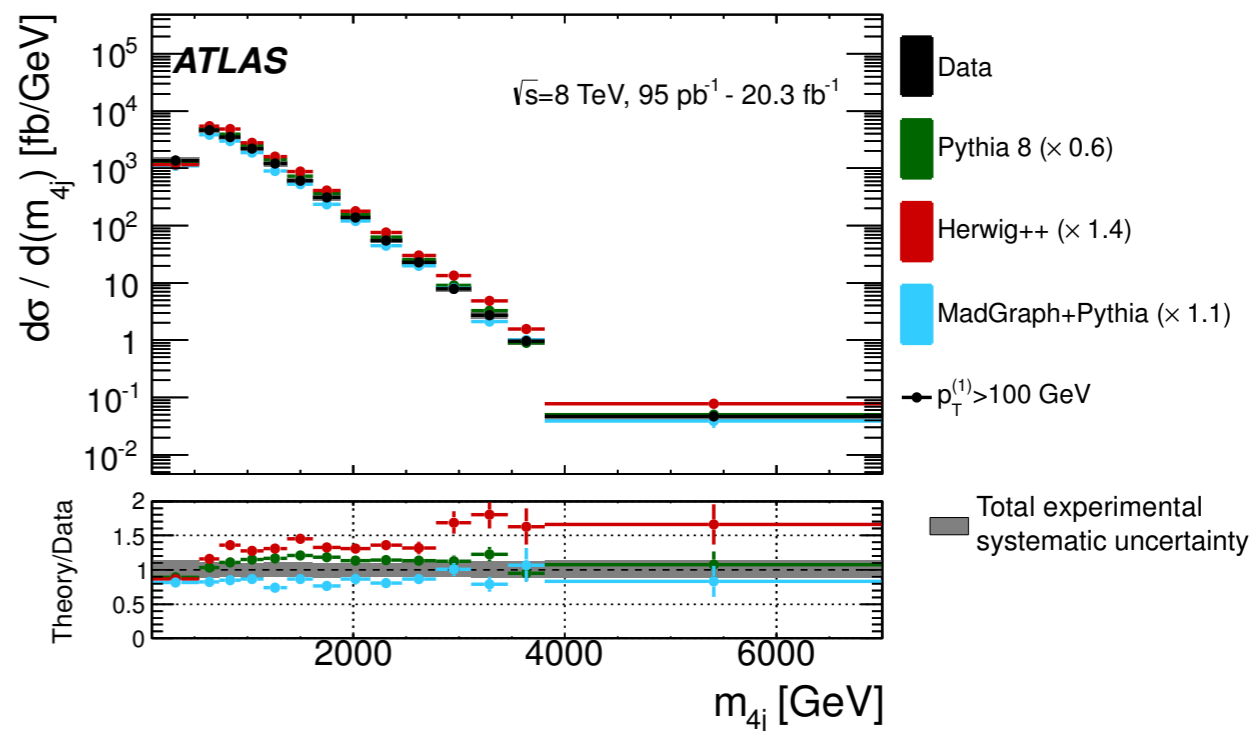 ATLAS
√s=8 TeV, 95 pb⁻¹ - 20.3 fb⁻¹
dσ / d(m₄ⱼ) [fb/GeV]
10⁵
10⁴
10³
10²
10
1
10⁻¹
10⁻²
Data
Pythia 8 (× 0.6)
Herwig++ (× 1.4)
MadGraph+Pythia (× 1.1)
p_T^(1)>100 GeV
Total experimental
systematic uncertainty
Theory/Data
2
1.5
1
0.5
0
2000 4000 6000
m₄ⱼ [GeV]